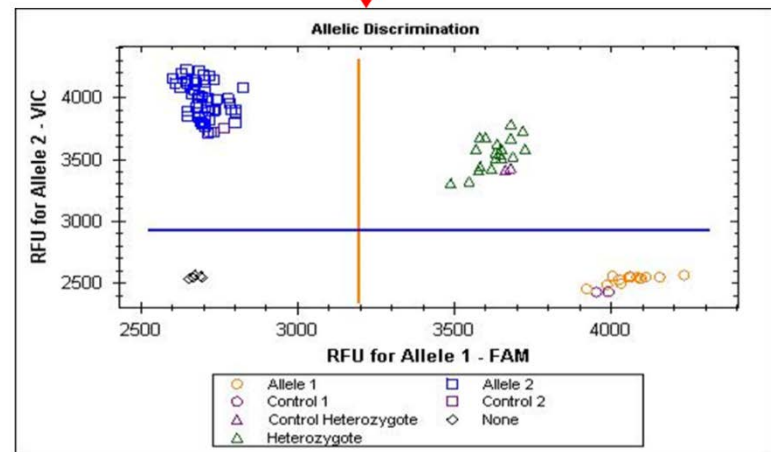 Allelic Discrimination
RFU for Allele 2 - VIC
4000
3500
3000
2500
2500 3000 3500 4000
RFU for Allele 1 - FAM
Allele 1 Allele 2
Control 1 Control 2
Control Heterozygote None
Heterozygote